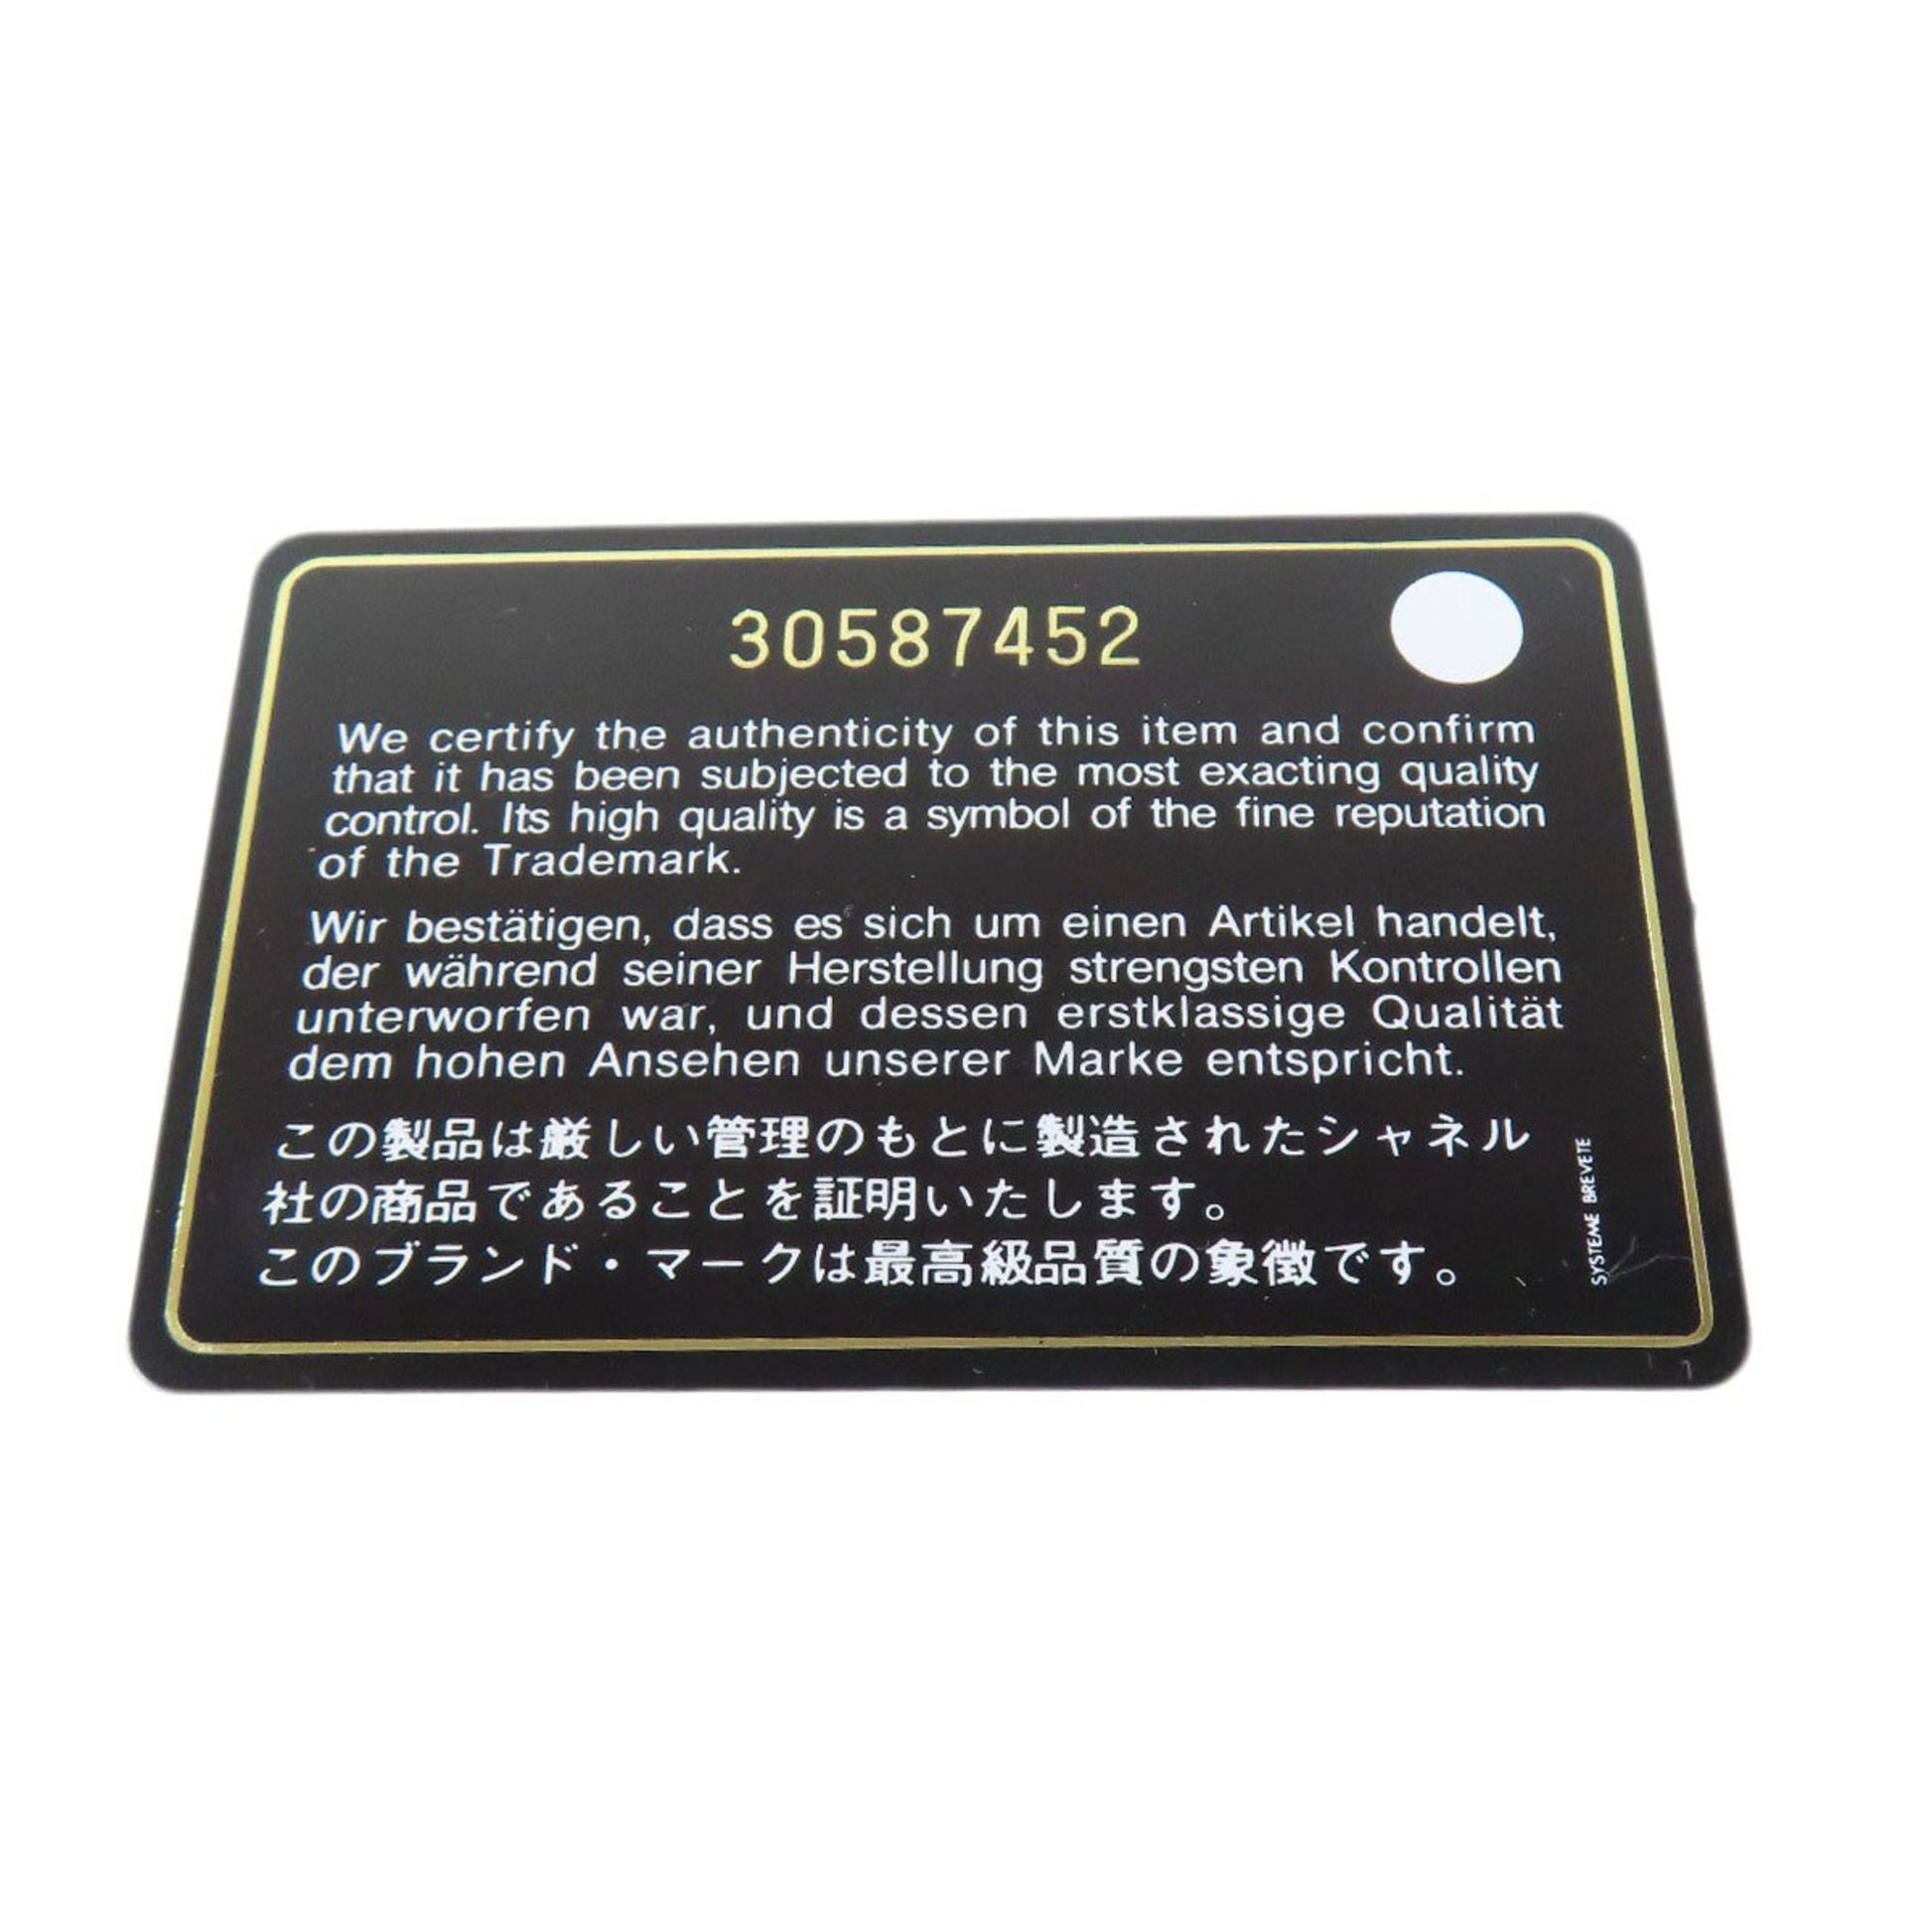 30587452
We certify the authenticity of this item and confirm
that it has been subjected to the most exacting quality
control. Its high quality is a symbol of the fine reputation
of the Trademark.
Wir bestätigen, dass es sich um einen Artikel handelt,
der während seiner Herstellung strengsten Kontrollen
unterworfen war, und dessen erstklassige Qualität
dem hohen Ansehen unserer Marke entspricht.
この製品は厳しい管理のもとに製造されたシャネル
社の商品であることを証明いたします。
このブランド・マークは最高級品質の象徴です。
SYSTEME BREVETE